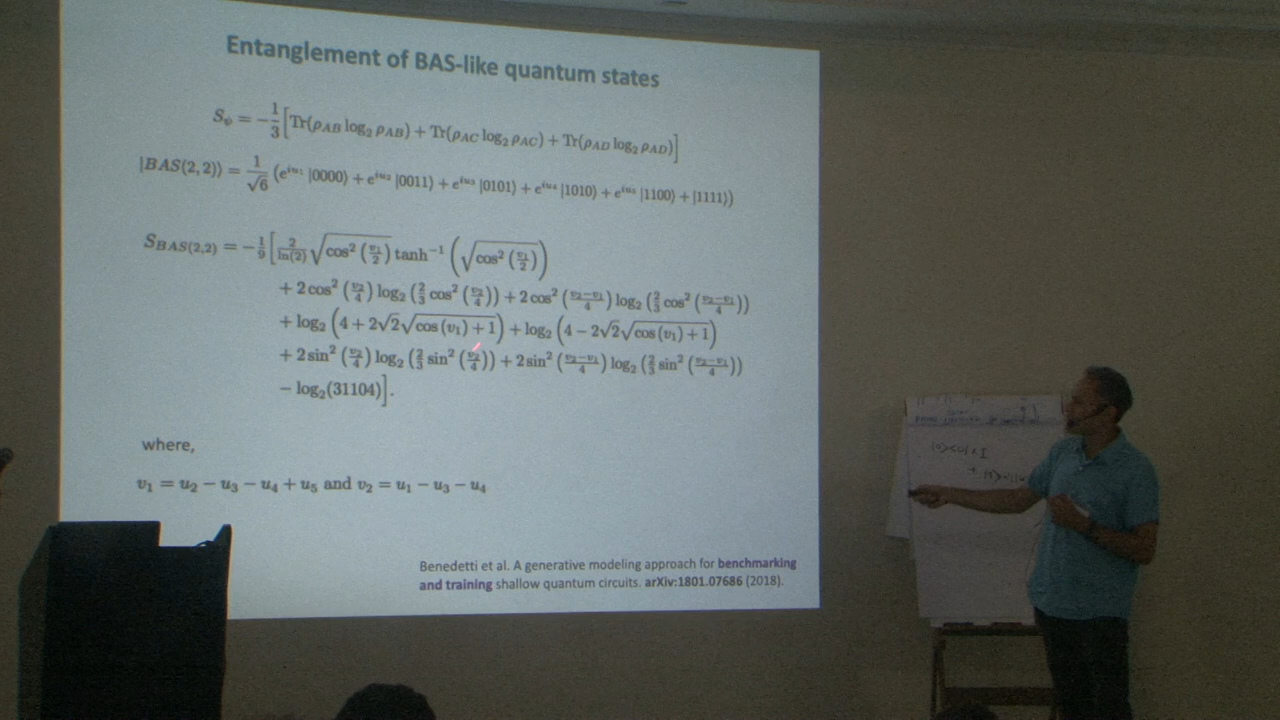 Entanglement of BAS-like quantum states
S_ψ = −1/3 [Tr(ρ_AB log₂ ρ_AB) + Tr(ρ_AC log₂ ρ_AC) + Tr(ρ_AD log₂ ρ_AD)]
|BAS(2,2)⟩ = 1/√6 (e^{iu₁} |0000⟩ + e^{iu₂} |0011⟩ + e^{iu₃} |0101⟩ + e^{iu₄} |1010⟩ + e^{iu₅} |1100⟩ + |1111⟩)
S_BAS(2,2) = −1/9 [2/ln(2) √(cos² (v₁/2)) tanh⁻¹ (√(cos² (v₁/2)))
+ 2 cos² (v₂/4) log₂ (2/3 cos² (v₂/4)) + 2 cos² ((v₂−v₁)/4) log₂ (2/3 cos² ((v₂−v₁)/4))
+ log₂ (4 + 2√2 √(cos (v₁) + 1)) + log₂ (4 − 2√2 √(cos (v₁) + 1))
+ 2 sin² (v₂/4) log₂ (2/3 sin² (v₂/4)) + 2 sin² ((v₂−v₁)/4) log₂ (2/3 sin² ((v₂−v₁)/4))
− log₂(31104)].
where,
v₁ = u₂ − u₃ − u₄ + u₅ and v₂ = u₁ − u₃ − u₄
Benedetti et al. A generative modeling approach for benchmarking
and training shallow quantum circuits. arXiv:1801.07686 (2018).